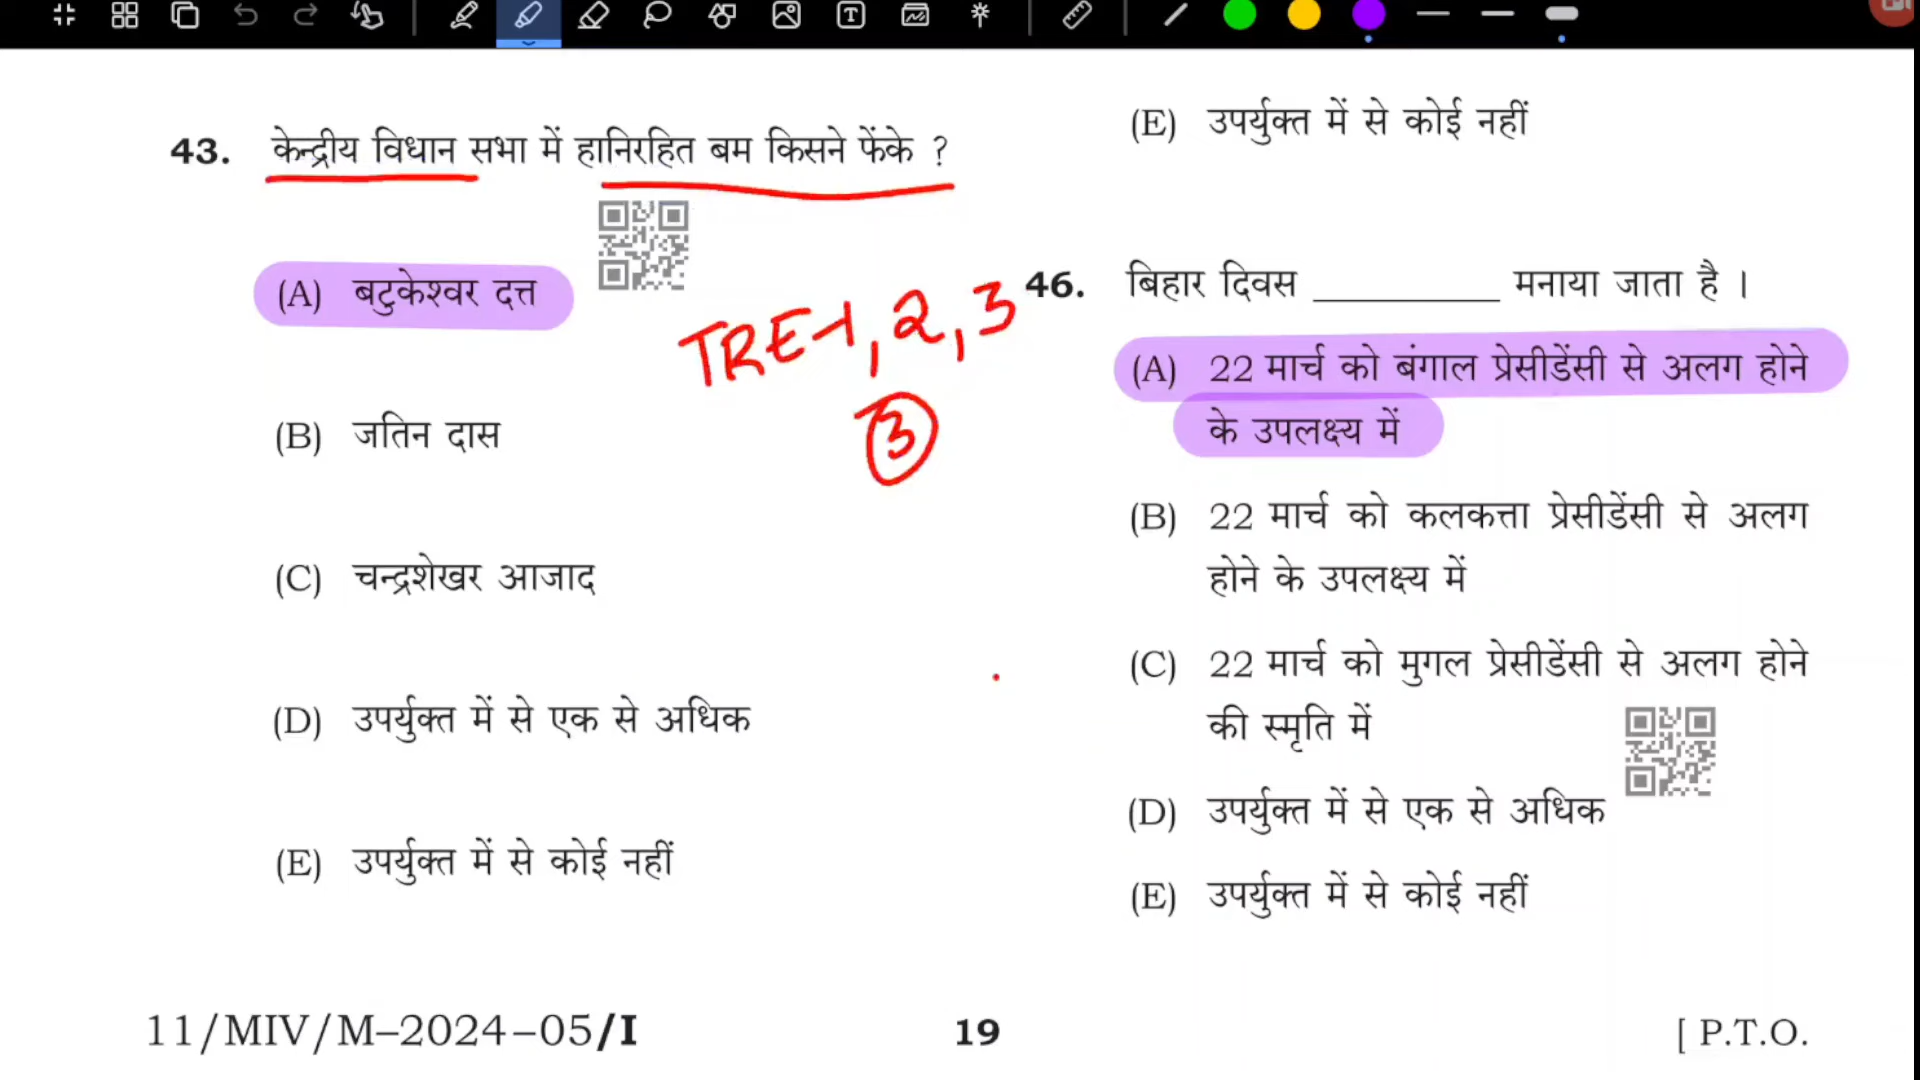 43. केन्द्रीय विधान सभा में हानिरहित बम किसने फेंके ?
(A) बटुकेश्वर दत्त
(B) जतिन दास
(C) चन्द्रशेखर आजाद
(D) उपर्युक्त में से एक से अधिक
(E) उपर्युक्त में से कोई नहीं
TRE-1, 2, 3
3
(E) उपर्युक्त में से कोई नहीं
46. बिहार दिवस __________ मनाया जाता है ।
(A) 22 मार्च को बंगाल प्रेसीडेंसी से अलग होने
के उपलक्ष्य में
(B) 22 मार्च को कलकत्ता प्रेसीडेंसी से अलग
होने के उपलक्ष्य में
(C) 22 मार्च को मुगल प्रेसीडेंसी से अलग होने
की स्मृति में
(D) उपर्युक्त में से एक से अधिक
(E) उपर्युक्त में से कोई नहीं
11/MIV/M–2024–05/I
19
[ P.T.O.